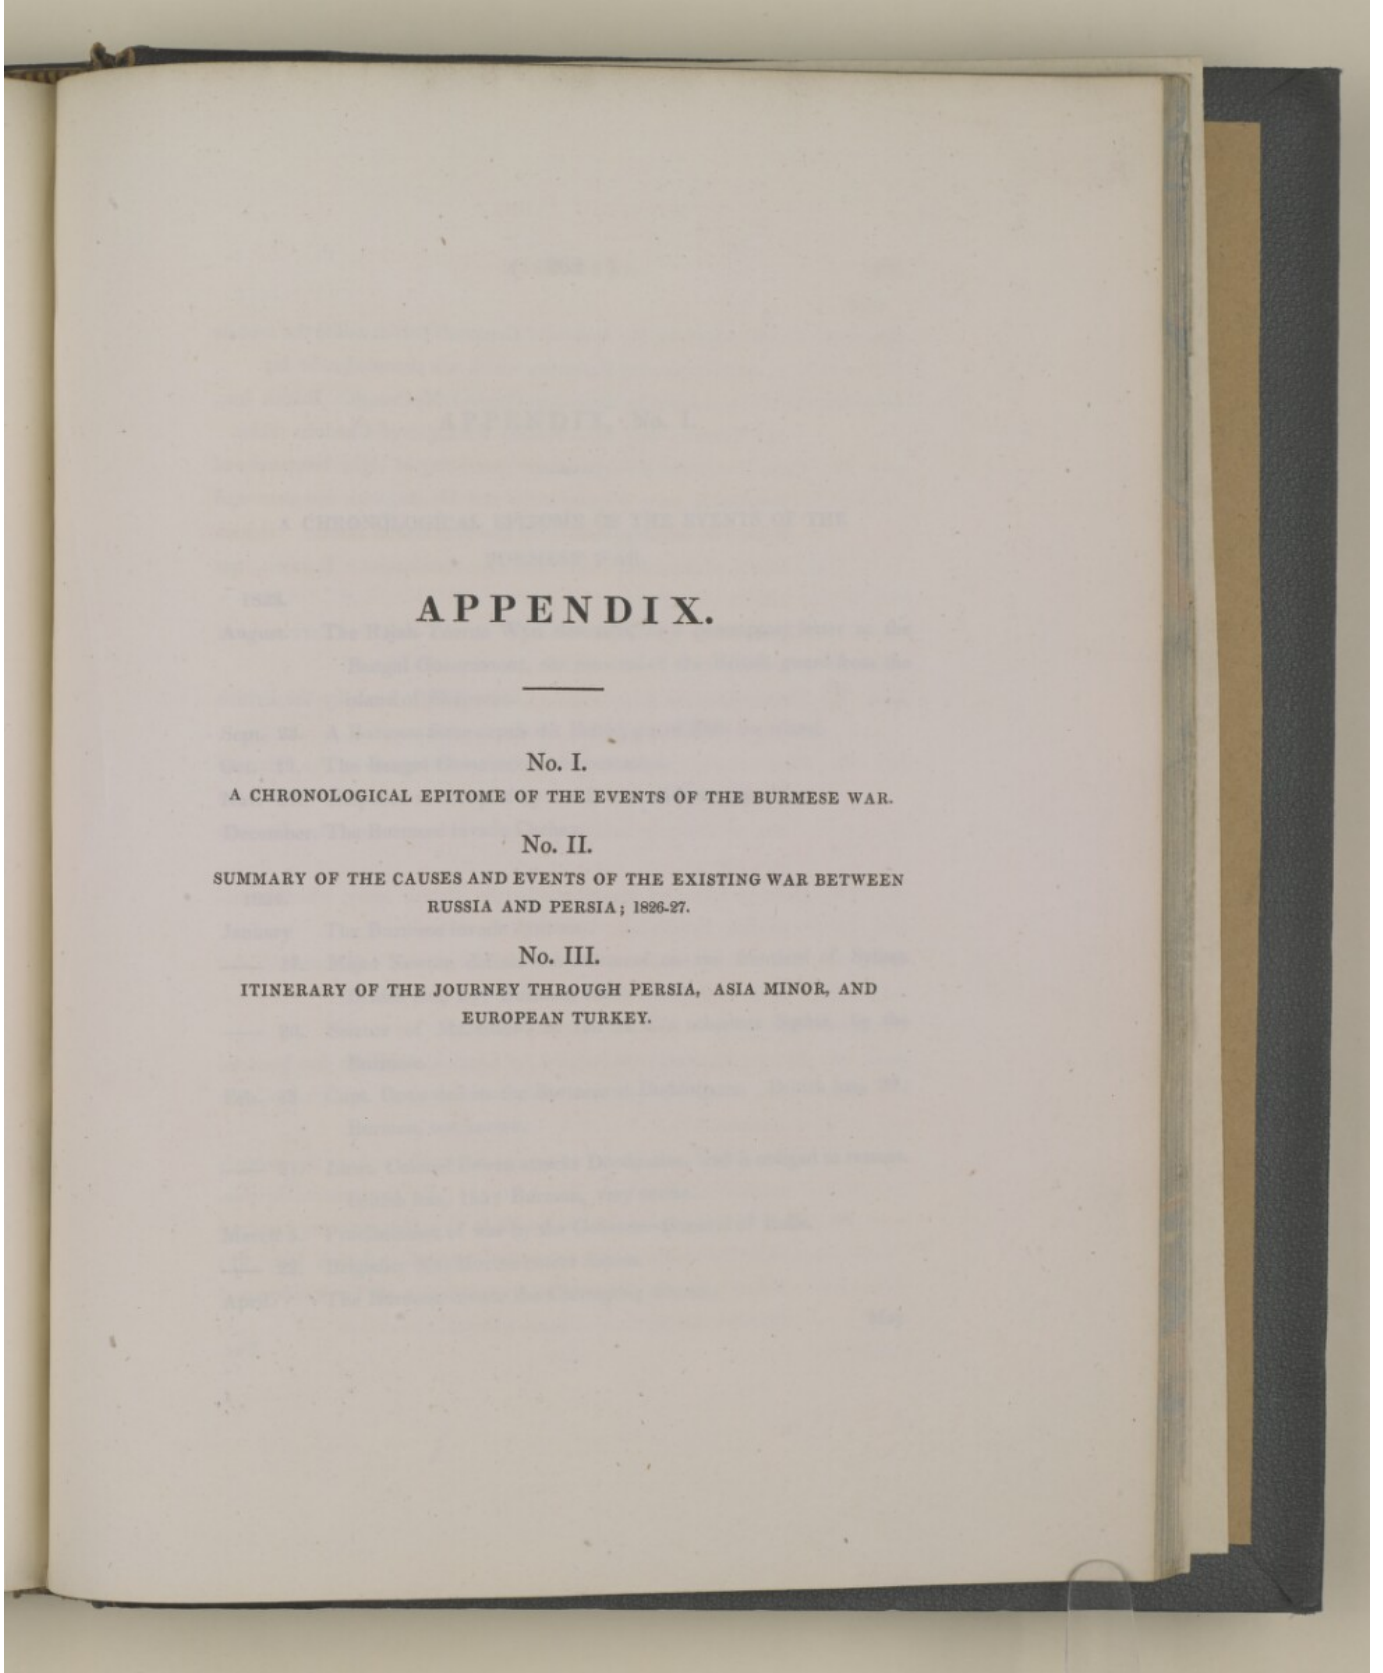 APPENDIX.
No. I.
A CHRONOLOGICAL EPITOME OF THE EVENTS OF THE BURMESE WAR.
No. II.
SUMMARY OF THE CAUSES AND EVENTS OF THE EXISTING WAR BETWEEN
RUSSIA AND PERSIA; 1826-27.
No. III.
ITINERARY OF THE JOURNEY THROUGH PERSIA, ASIA MINOR, AND
EUROPEAN TURKEY.